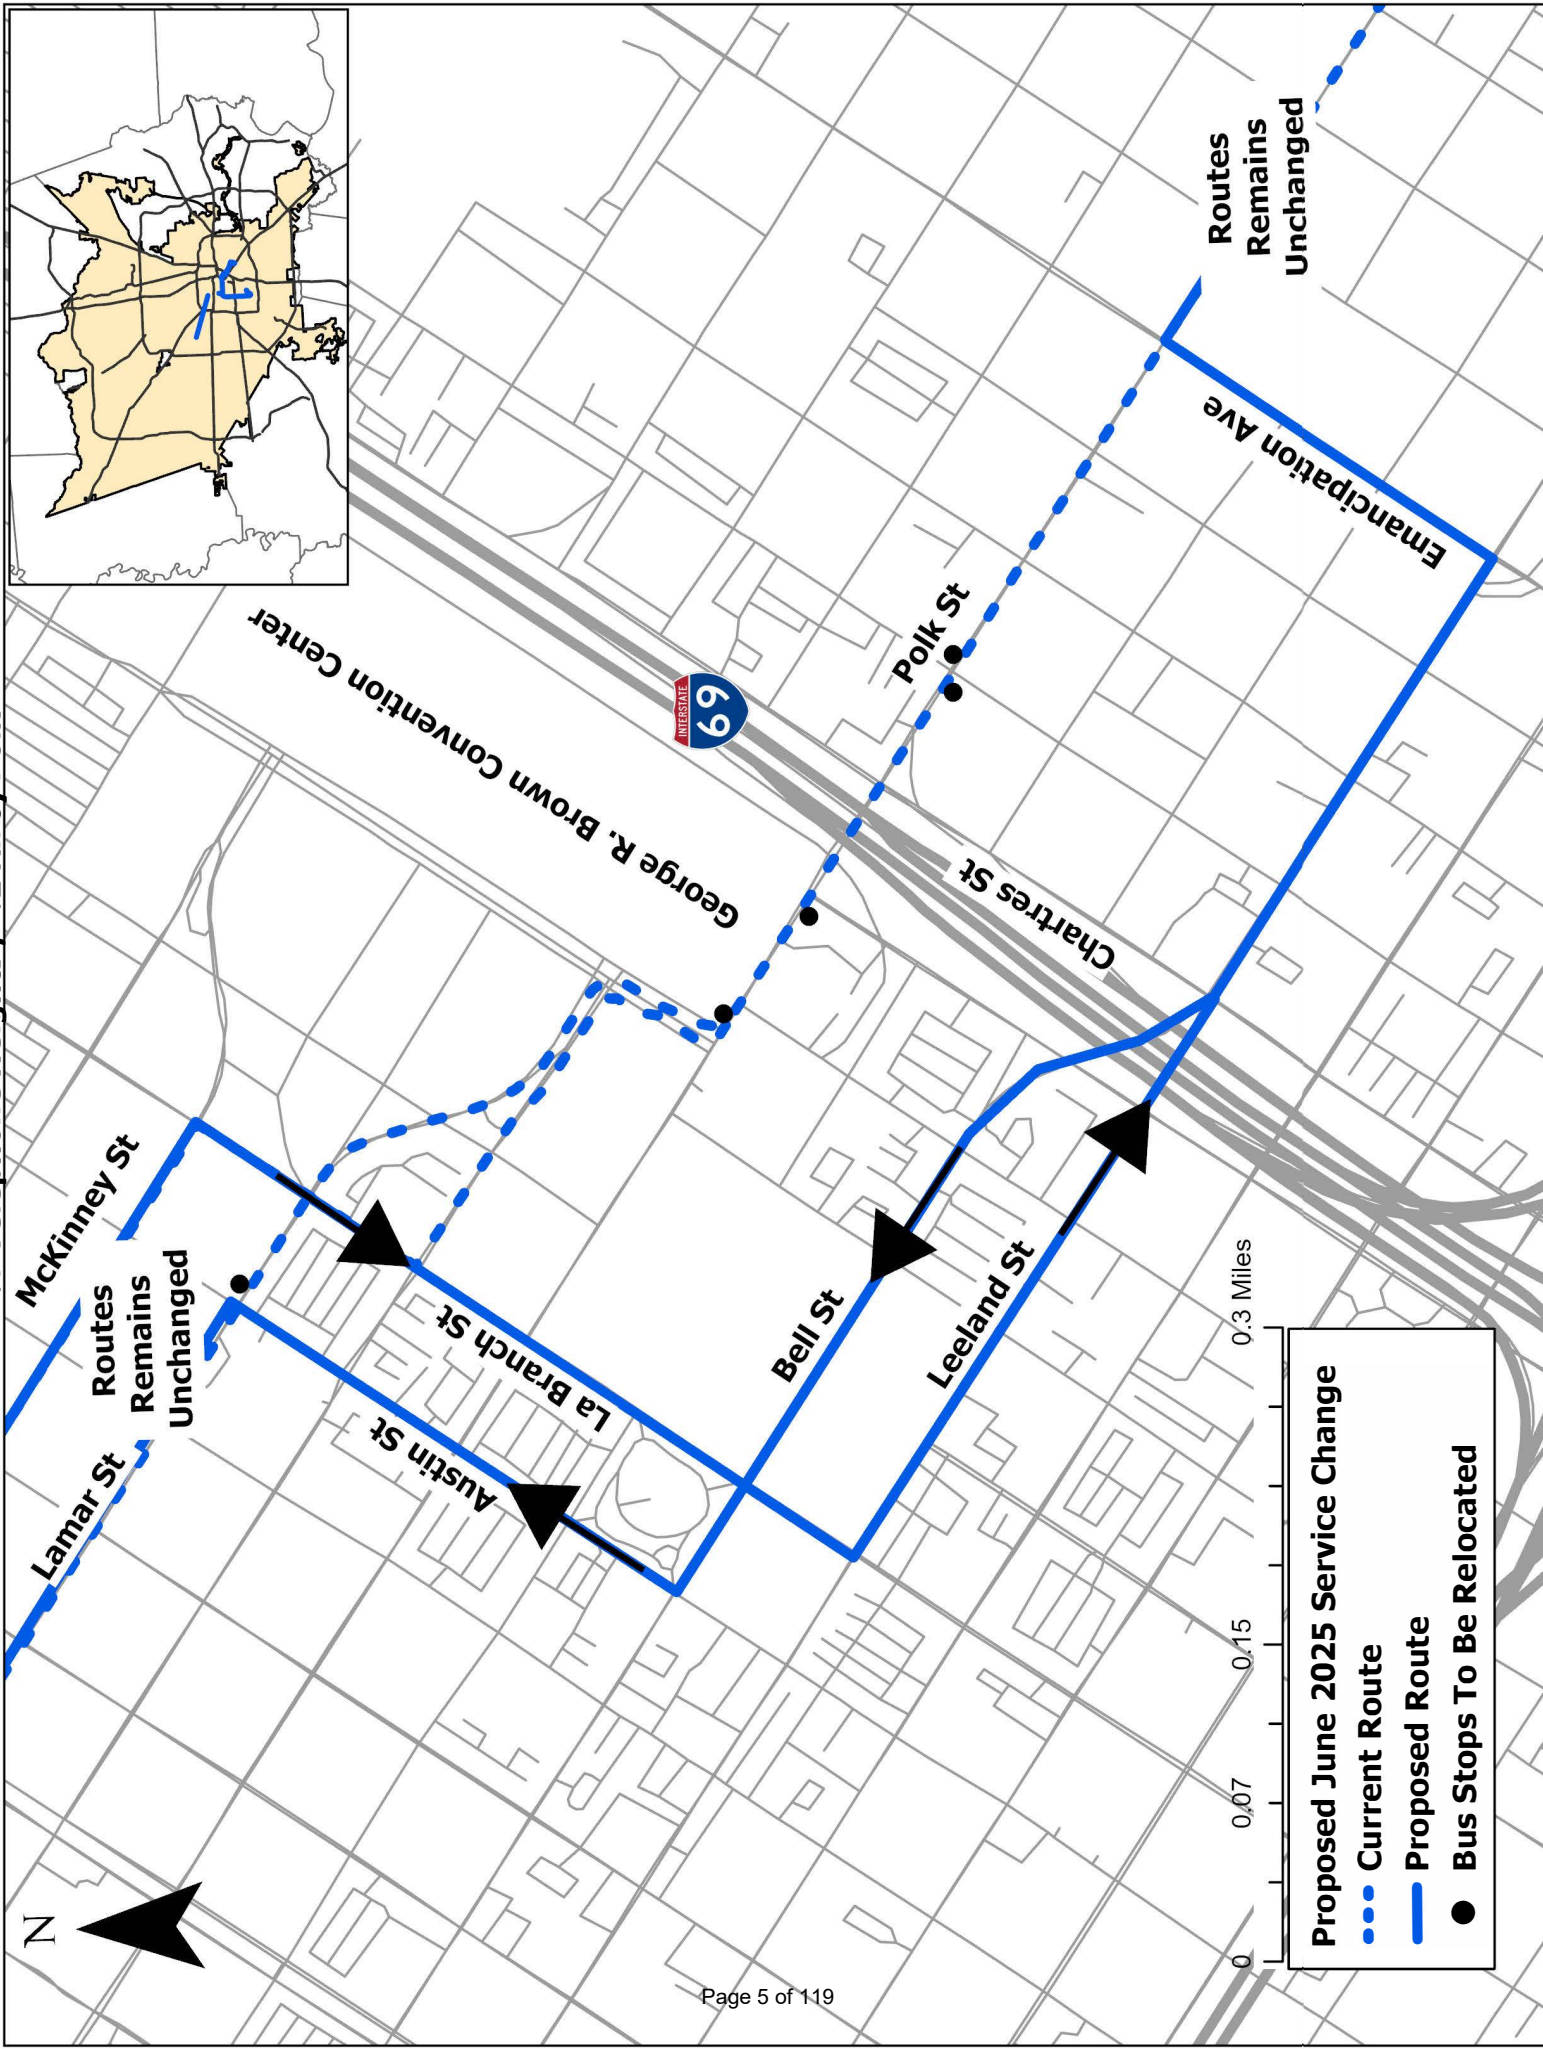 N
McKinney St
Routes
Remains
Unchanged
Lamar St
Austin St
La Branch St
George R. Brown Convention Center
INTERSTATE
69
Polk St
Chartres St
Bell St
Leeland St
Emancipation Ave
Routes
Remains
Unchanged
0 0.07 0.15 0.3 Miles
Proposed June 2025 Service Change
Current Route
Proposed Route
Bus Stops To Be Relocated
Page 5 of 119